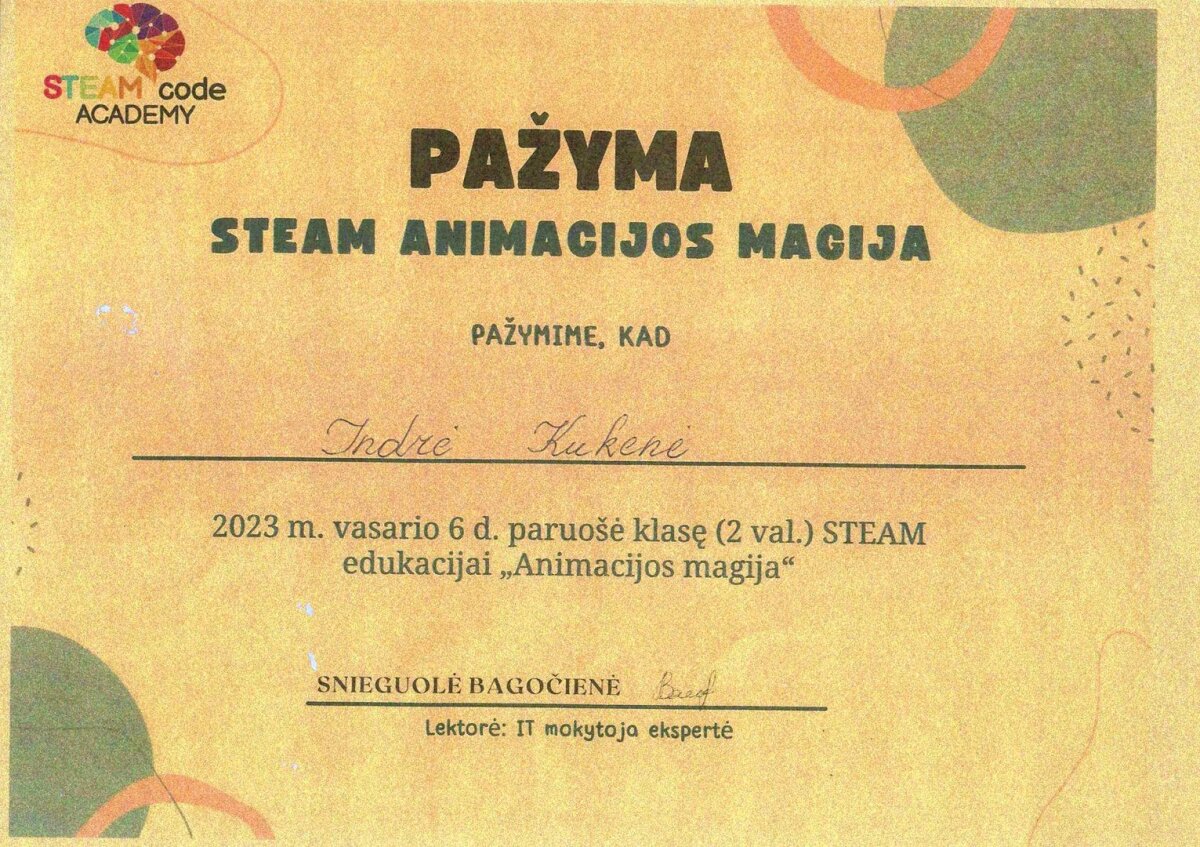 STEAM code
ACADEMY
PAŽYMA
STEAM ANIMACIJOS MAGIJA
PAŽYMIME, KAD
Indrė Kukenė
2023 m. vasario 6 d. paruošė klasę (2 val.) STEAM
edukacijai „Animacijos magija“
SNIEGUOLĖ BAGOČIENĖ
Lektorė: IT mokytoja ekspertė